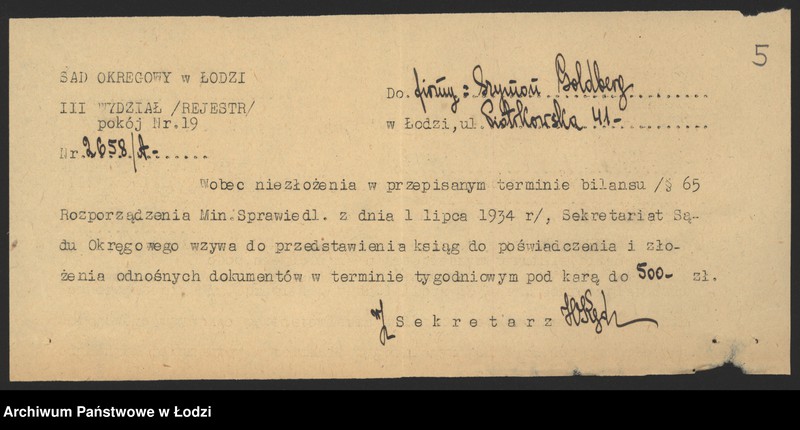 5
SAD OKREGOWY w ŁODZI
III WYDZIAŁ /REJESTR/
pokój Nr.19
Nr.2658/A-......
Do firmy: Szymon Goldberg
w Łodzi,ul.Piotrkowska 41-
Wobec niezłożenia w przepisanym terminie bilansu /§ 65
Rozporządzenia Min.Sprawiedl. z dnia 1 lipca 1934 r/, Sekretariat Są-
du Okręgowego wzywa do przedstawienia ksiąg do poświadczenia i zło-
żenia odnośnych dokumentów w terminie tygodniowym pod karą do 500- zł.
Sekretarz
Archiwum Państwowe w Łodzi